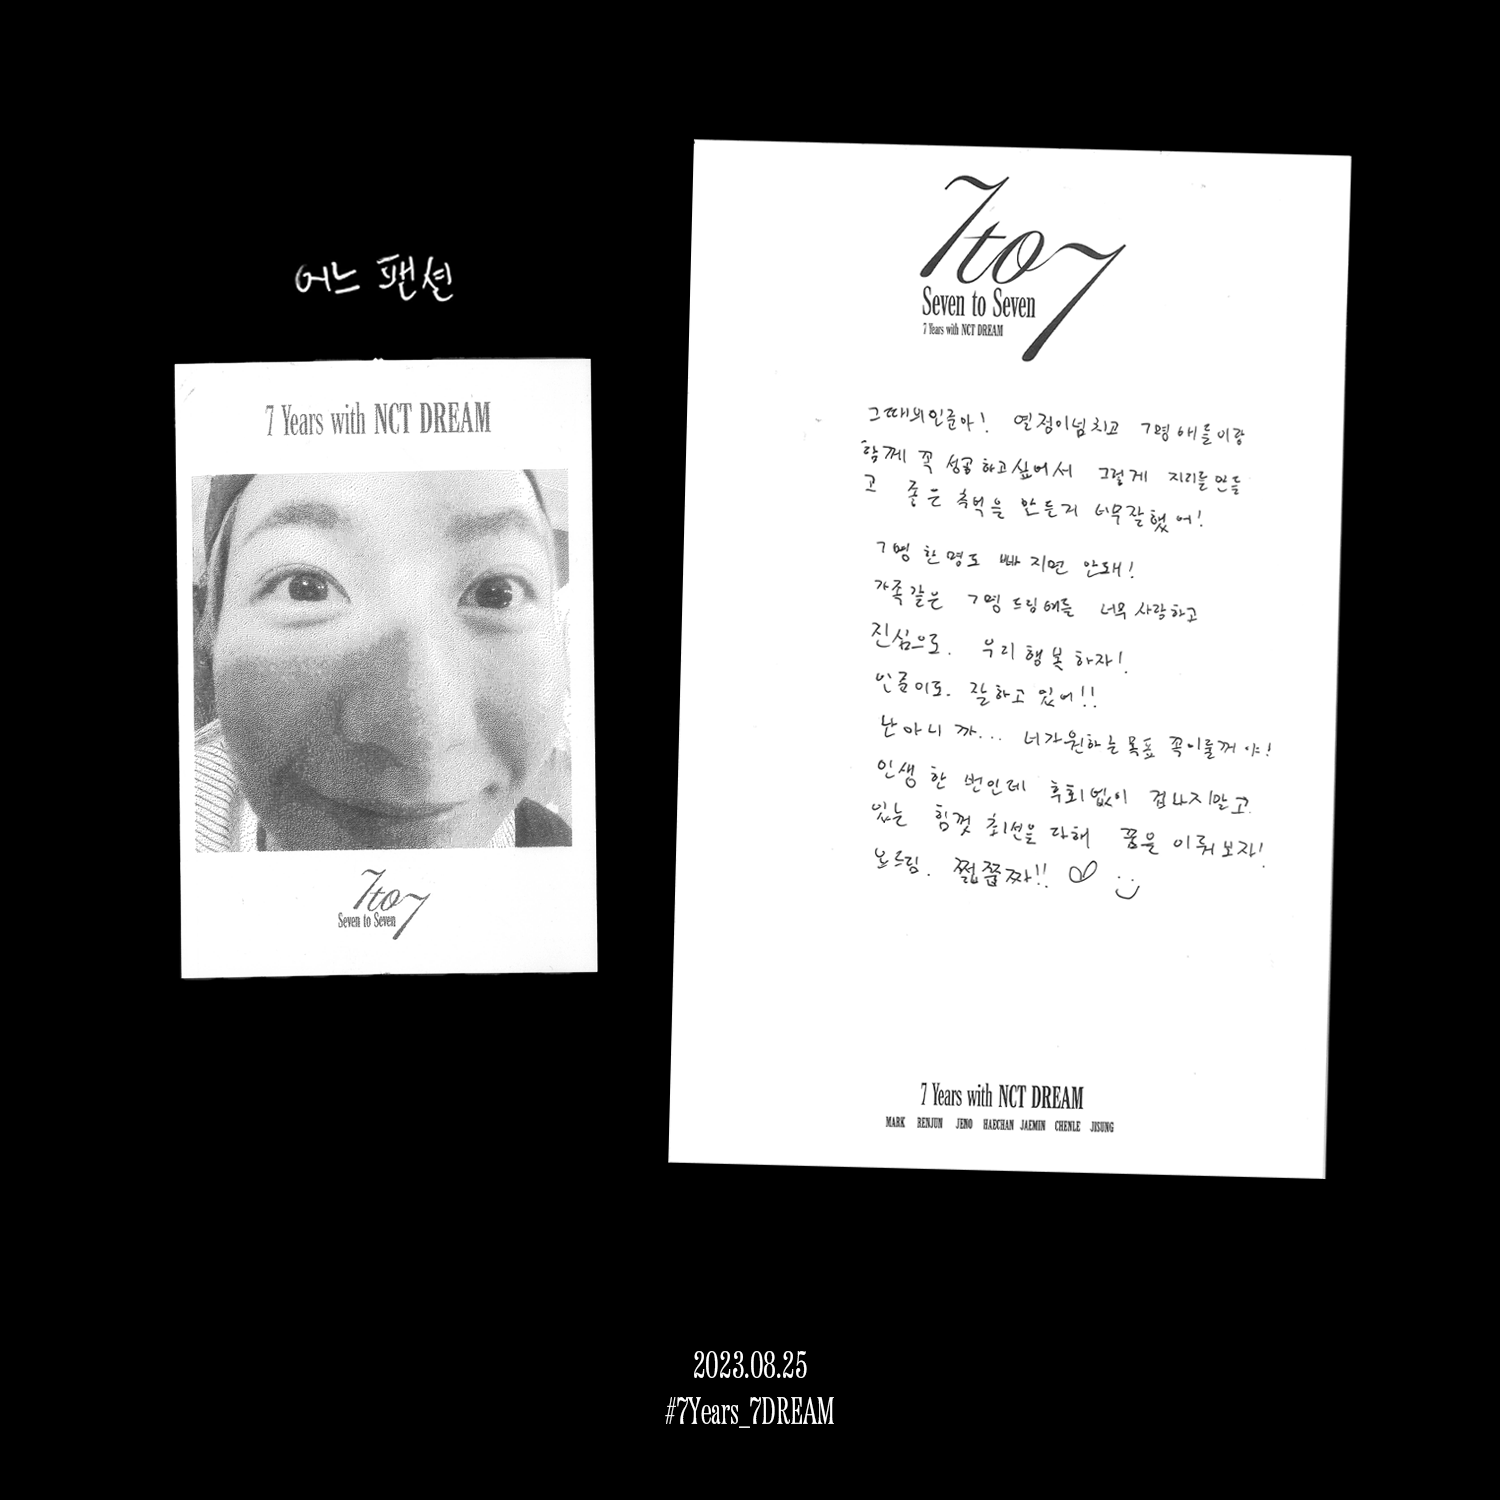 어느 팬션
7 Years with NCT DREAM
7to7
Seven to Seven
7to7
Seven to Seven
7 Years with NCT DREAM
그때의인준아! 열정이넘치고 7명 애들이랑
함께 꼭 성공하고싶어서 그렇게 지리를 만들
고 좋은 추억을 만든거 너무잘했어!
7명 한명도 빠지면 안돼!
가족같은 7명 드림애들 너무 사랑하고
진심으로. 우리 행복하자!
인준이도. 잘하고 있어!!
난 아니까... 너가원하는목표 꼭이룰꺼야!
인생 한 번인데 후회없이 겁나지말고.
있는 힘껏 최선을 다해 꿈을 이뤄보자!
드림. 쩝쭙짜!!
7 Years with NCT DREAM
MARK RENJUN JENO HAECHAN JAEMIN CHENLE JISUNG
2023.08.25
#7Years_7DREAM